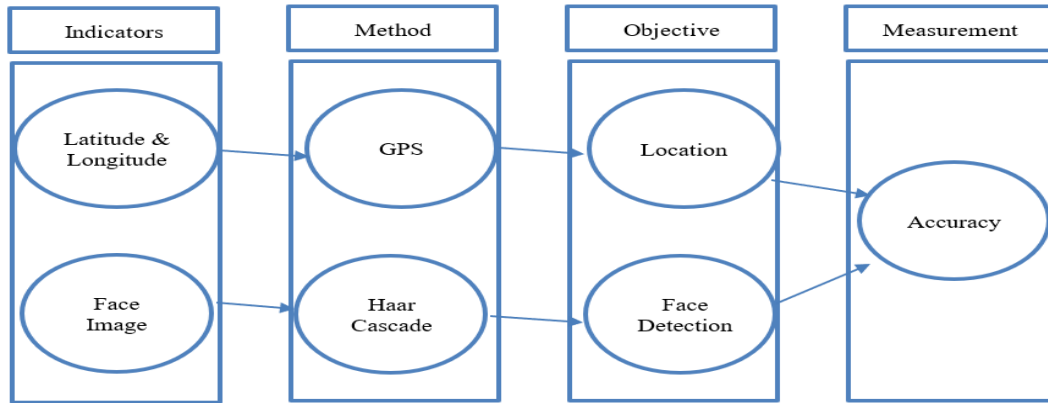 Indicators
Method
Objective
Measurement
Latitude &
Longitude
GPS
Location
Accuracy
Face
Image
Haar
Cascade
Face
Detection